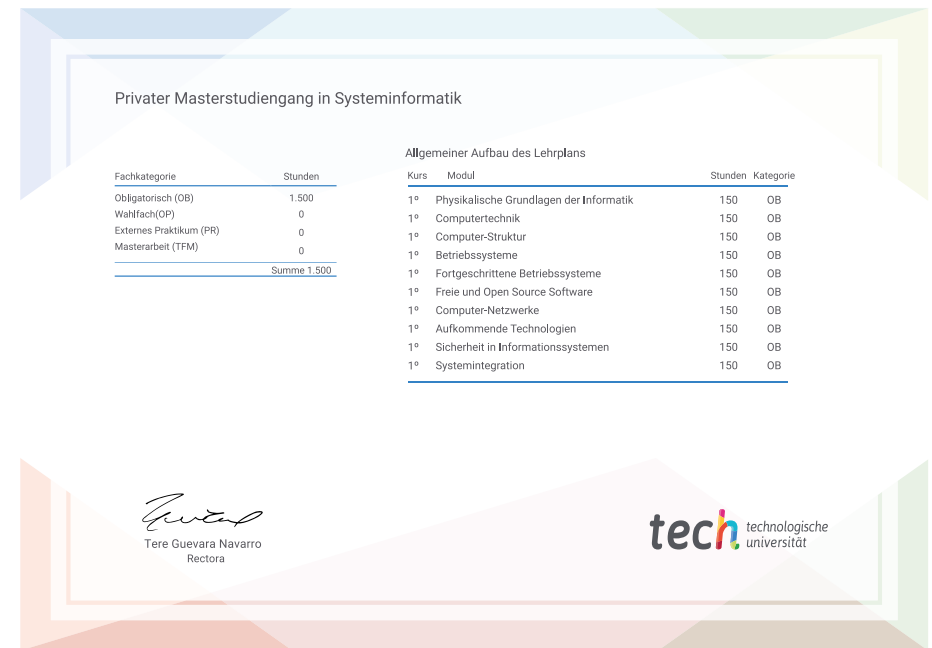 Privater Masterstudiengang in Systeminformatik
Fachkategorie Stunden
Obligatorisch (OB) 1.500
Wahlfach(OP) 0
Externes Praktikum (PR) 0
Masterarbeit (TFM) 0
Summe 1.500
Allgemeiner Aufbau des Lehrplans
Kurs Modul Stunden Kategorie
1º Physikalische Grundlagen der Informatik 150 OB
1º Computertechnik 150 OB
1º Computer-Struktur 150 OB
1º Betriebssysteme 150 OB
1º Fortgeschrittene Betriebssysteme 150 OB
1º Freie und Open Source Software 150 OB
1º Computer-Netzwerke 150 OB
1º Aufkommende Technologien 150 OB
1º Sicherheit in Informationssystemen 150 OB
1º Systemintegration 150 OB
Tere Guevara Navarro
Rectora
tech technologische
universität